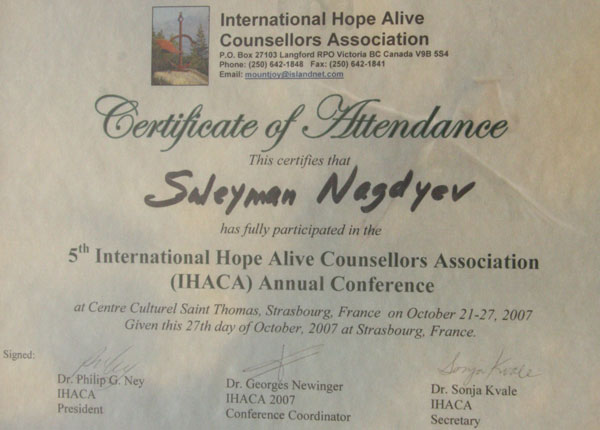 International Hope Alive
Counsellors Association
P.O. Box 27103 Langford RPO Victoria BC Canada V9B 5S4
Phone: (250) 642-1848 Fax: (250) 642-1841
Email: mountjoy@islandnet.com
Certificate of Attendance
This certifies that
Suleyman Nagdyev
has fully participated in the
5th International Hope Alive Counsellors Association
(IHACA) Annual Conference
at Centre Culturel Saint Thomas, Strasbourg, France on October 21-27, 2007
Given this 27th day of October, 2007 at Strasbourg, France.
Signed:
Dr. Philip G. Ney
IHACA
President
Dr. Georges Newinger
IHACA 2007
Conference Coordinator
Sonja Kvale
Dr. Sonja Kvale
IHACA
Secretary